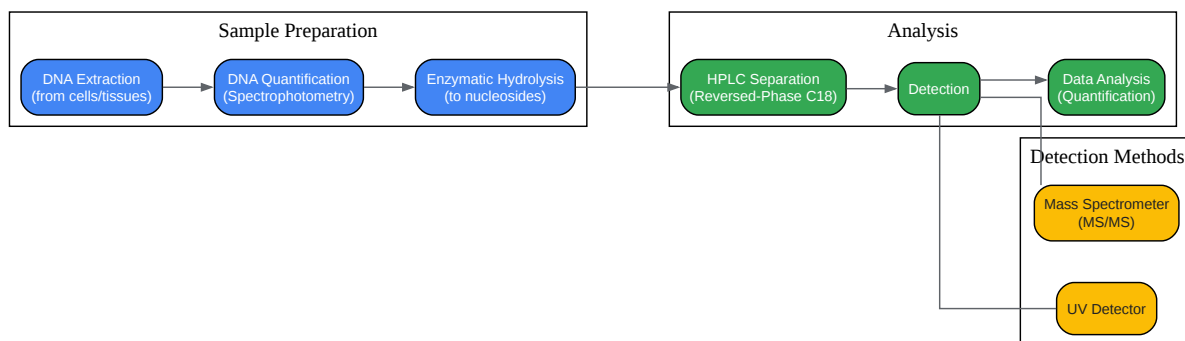 Sample Preparation
DNA Extraction
(from cells/tissues)
DNA Quantification
(Spectrophotometry)
Enzymatic Hydrolysis
(to nucleosides)
Analysis
HPLC Separation
(Reversed-Phase C18)
Detection
Data Analysis
(Quantification)
Detection Methods
Mass Spectrometer
(MS/MS)
UV Detector